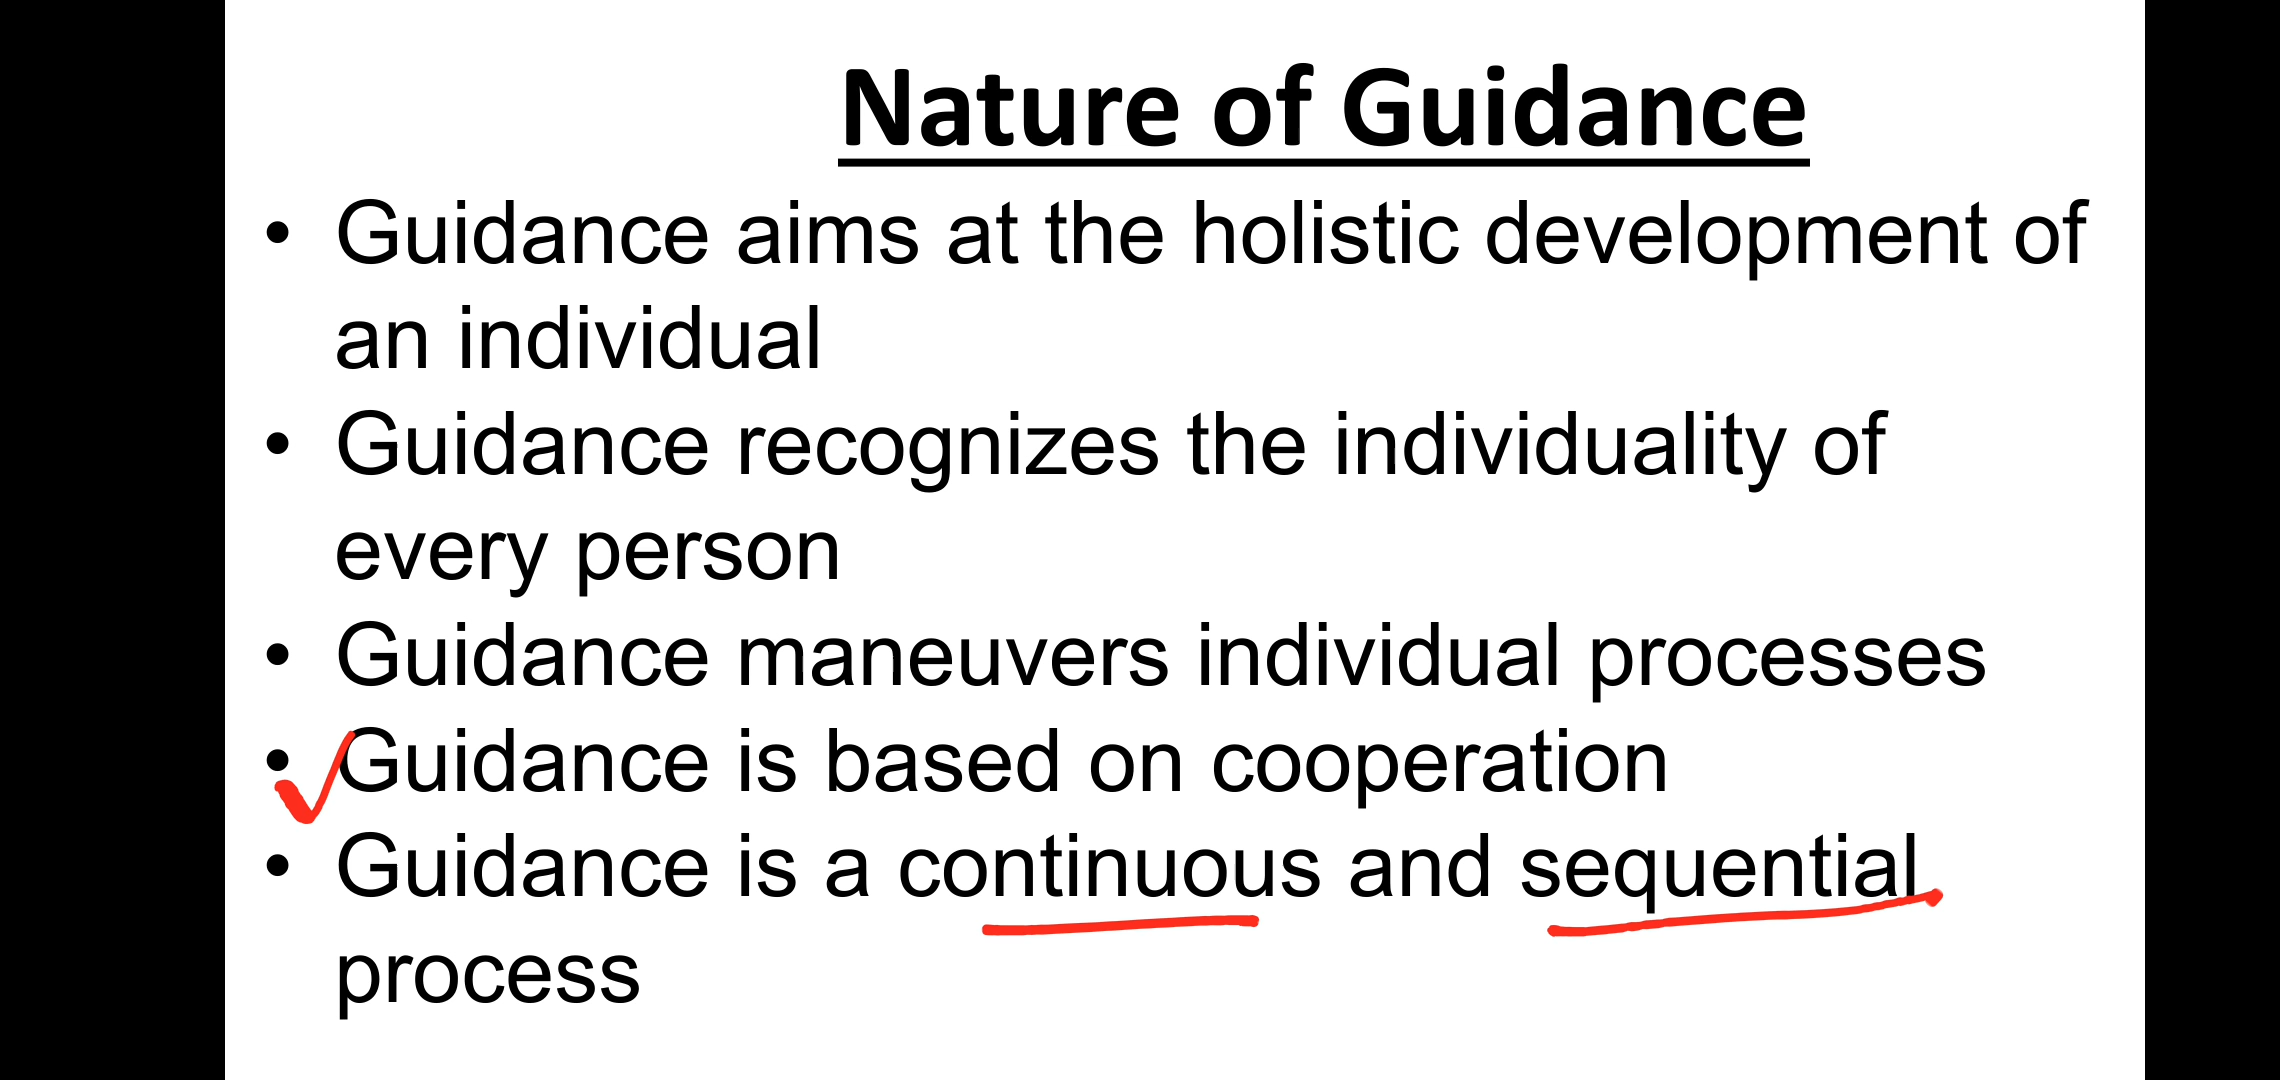 Nature of Guidance
• Guidance aims at the holistic development of
an individual
• Guidance recognizes the individuality of
every person
• Guidance maneuvers individual processes
• Guidance is based on cooperation
• Guidance is a continuous and sequential
process